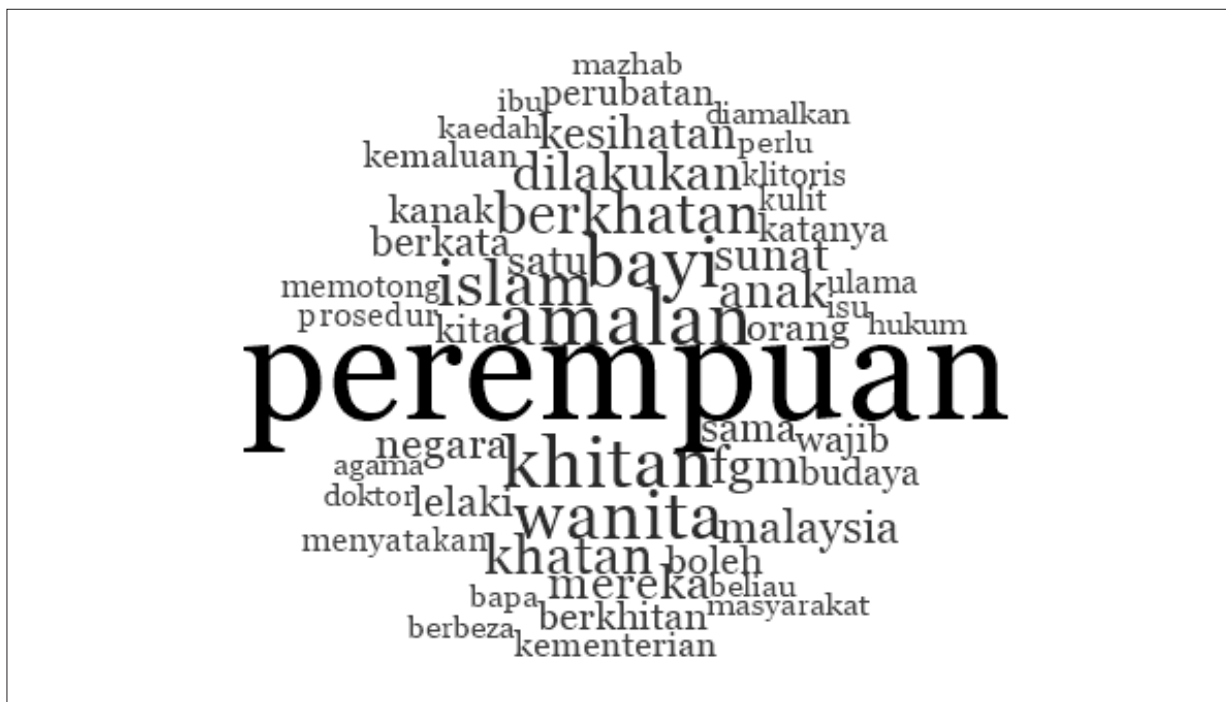 mazhab
ibu perubatan diamalkan
kaedah kesihatan perlu
kemaluan dilakukan klitoris
kanak berkhatan kulit
berkata satu bayi sunat katanya
memotong islam anak ulama
prosedur kita amalan orang isu hukum
perempuan
negara khitan sama wajib
agama fgm budaya
doktor lelaki wanita malaysia
menyatakan khatan boleh
bapa mereka beliau
berbeza berkhitan masyarakat
kementerian